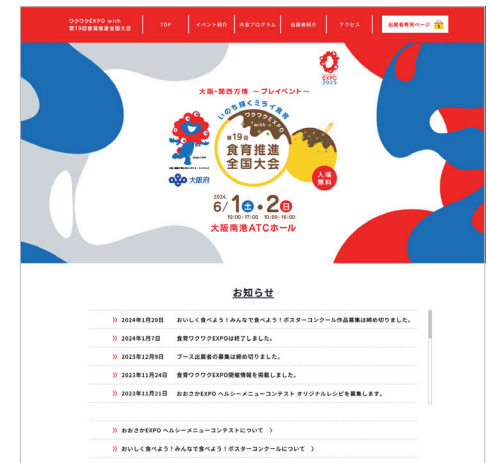 ワクワクEXPO with
第19回食育推進全国大会
TOP
イベント紹介
大会プログラム
出展者紹介
アクセス
出展者専用ページ
EXPO
2025
大阪・関西万博 ～プレイベント～
いのち輝くミライ食育
ワクワクEXPO
with
第19回
食育推進
全国大会
大阪府
入場
無料
2024.
6/1土・2日
10:00-17:00 10:00-16:00
大阪南港ATCホール
お知らせ
» 2024年1月20日 おいしく食べよう！みんなで食べよう！ポスターコンクール作品募集は締め切りました。
» 2024年1月7日 食育ワクワクEXPOは終了しました。
» 2023年12月9日 ブース出展者の募集は締め切りました。
» 2023年11月24日 食育ワクワクEXPO開催情報を掲載しました。
» 2023年11月21日 おおさかEXPO ヘルシーメニューコンテスト オリジナルレシピを募集します。
» おおさかEXPO ヘルシーメニューコンテストについて 〉
» おいしく食べよう！みんなで食べよう！ポスターコンクールについて 〉